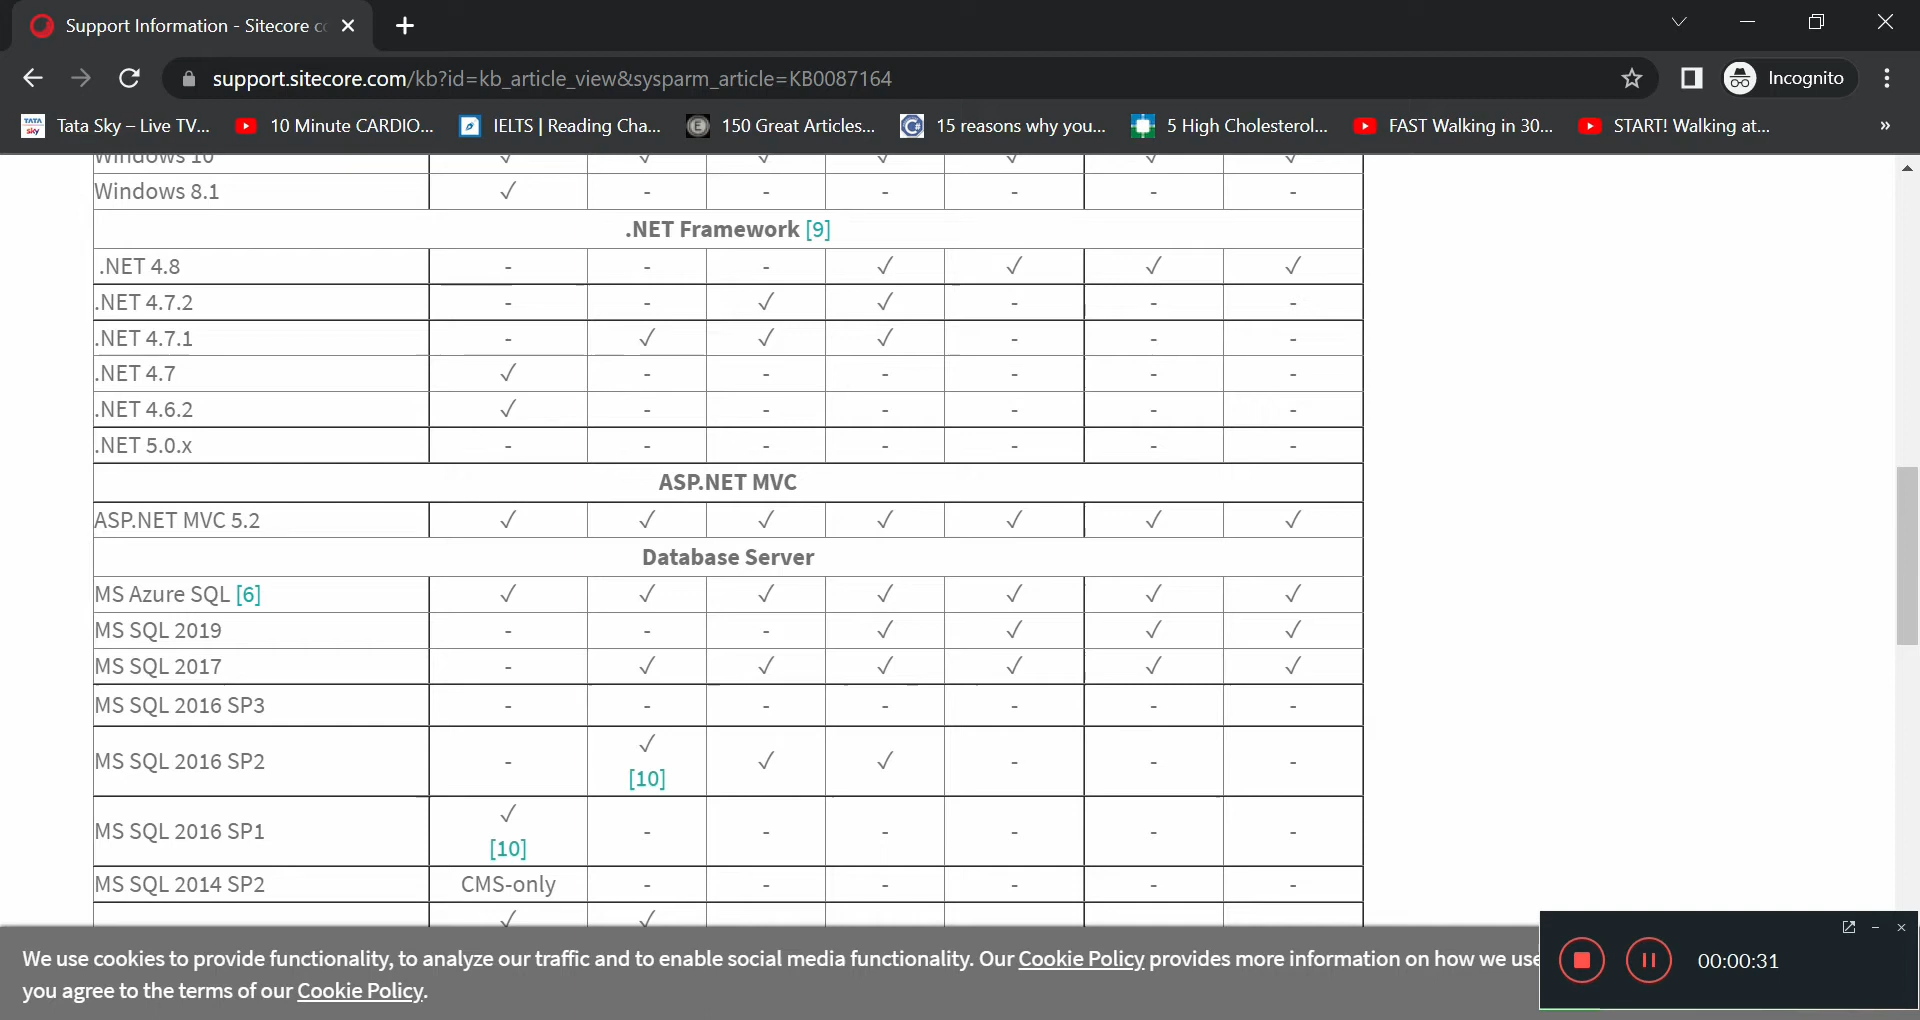 Support Information - Sitecore co
support.sitecore.com/kb?id=kb_article_view&sysparm_article=KB0087164
Incognito
TATA sky Tata Sky – Live TV... 10 Minute CARDIO... IELTS | Reading Cha... E 150 Great Articles... C# 15 reasons why you... 5 High Cholesterol... FAST Walking in 30... START! Walking at... »
Windows 10 ✓ ✓ ✓ ✓ ✓ ✓ ✓
Windows 8.1 ✓ - - - - - -
.NET Framework [9]
.NET 4.8 - - - ✓ ✓ ✓ ✓
.NET 4.7.2 - - ✓ ✓ - - -
.NET 4.7.1 - ✓ ✓ ✓ - - -
.NET 4.7 ✓ - - - - - -
.NET 4.6.2 ✓ - - - - - -
.NET 5.0.x - - - - - - -
ASP.NET MVC
ASP.NET MVC 5.2 ✓ ✓ ✓ ✓ ✓ ✓ ✓
Database Server
MS Azure SQL [6] ✓ ✓ ✓ ✓ ✓ ✓ ✓
MS SQL 2019 - - - ✓ ✓ ✓ ✓
MS SQL 2017 - ✓ ✓ ✓ ✓ ✓ ✓
MS SQL 2016 SP3 - - - - - - -
MS SQL 2016 SP2 - ✓ [10] ✓ ✓ - - -
MS SQL 2016 SP1 ✓ [10] - - - - - -
MS SQL 2014 SP2 CMS-only - - - - - -
✓ ✓
We use cookies to provide functionality, to analyze our traffic and to enable social media functionality. Our Cookie Policy provides more information on how we use
you agree to the terms of our Cookie Policy.
00:00:31